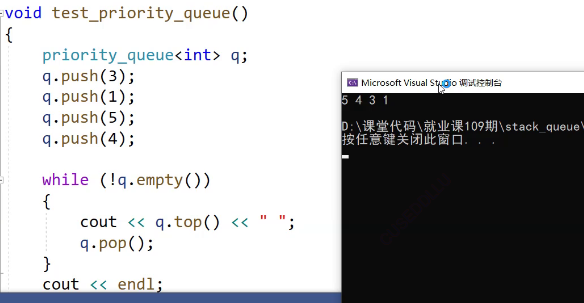 void test_priority_queue()
{
priority_queue<int> q;
q.push(3);
q.push(1);
q.push(5);
q.push(4);
while (!q.empty())
{
cout << q.top() << " ";
q.pop();
}
cout << endl;
Microsoft Visual Studio 调试控制台
5 4 3 1
D:\课堂代码\就业课109期\stack_queue\
按任意键关闭此窗口. . .